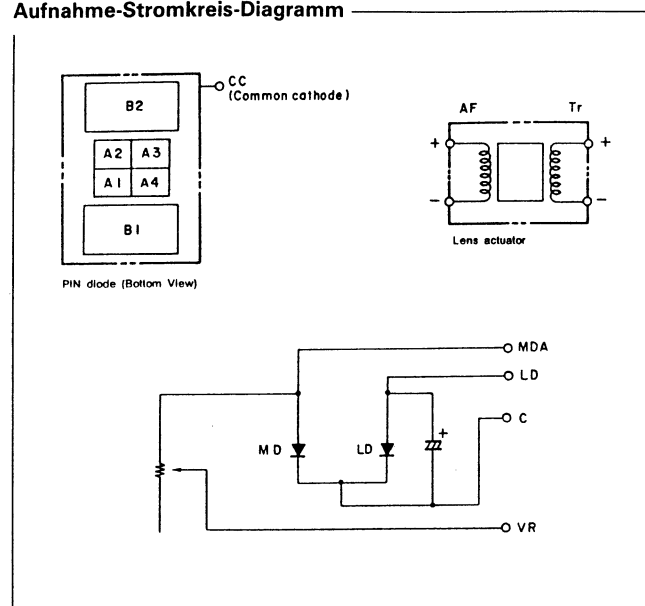 Aufnahme-Stromkreis-Diagramm
CC
(Common cathode)
B2
A2 A3
A1 A4
B1
PIN diode (Bottom View)
AF Tr
+ +
– –
Lens actuator
MDA
LD
C
MD LD +
VR